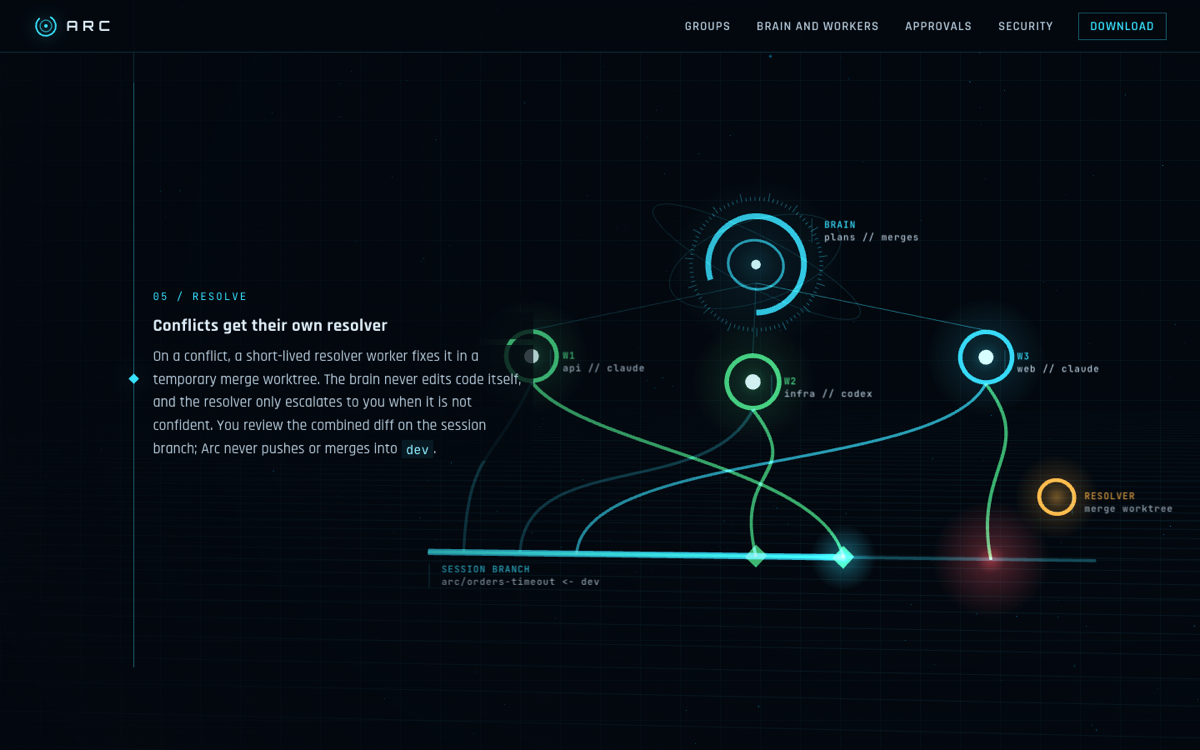 ARC
GROUPS BRAIN AND WORKERS APPROVALS SECURITY DOWNLOAD
BRAIN
plans // merges
05 / RESOLVE
Conflicts get their own resolver
On a conflict, a short-lived resolver worker fixes it in a
temporary merge worktree. The brain never edits code itself,
and the resolver only escalates to you when it is not
confident. You review the combined diff on the session
branch; Arc never pushes or merges into dev.
W1
api // claude
W2
infra // codex
W3
web // claude
RESOLVER
merge worktree
SESSION BRANCH
arc/orders-timeout <- dev